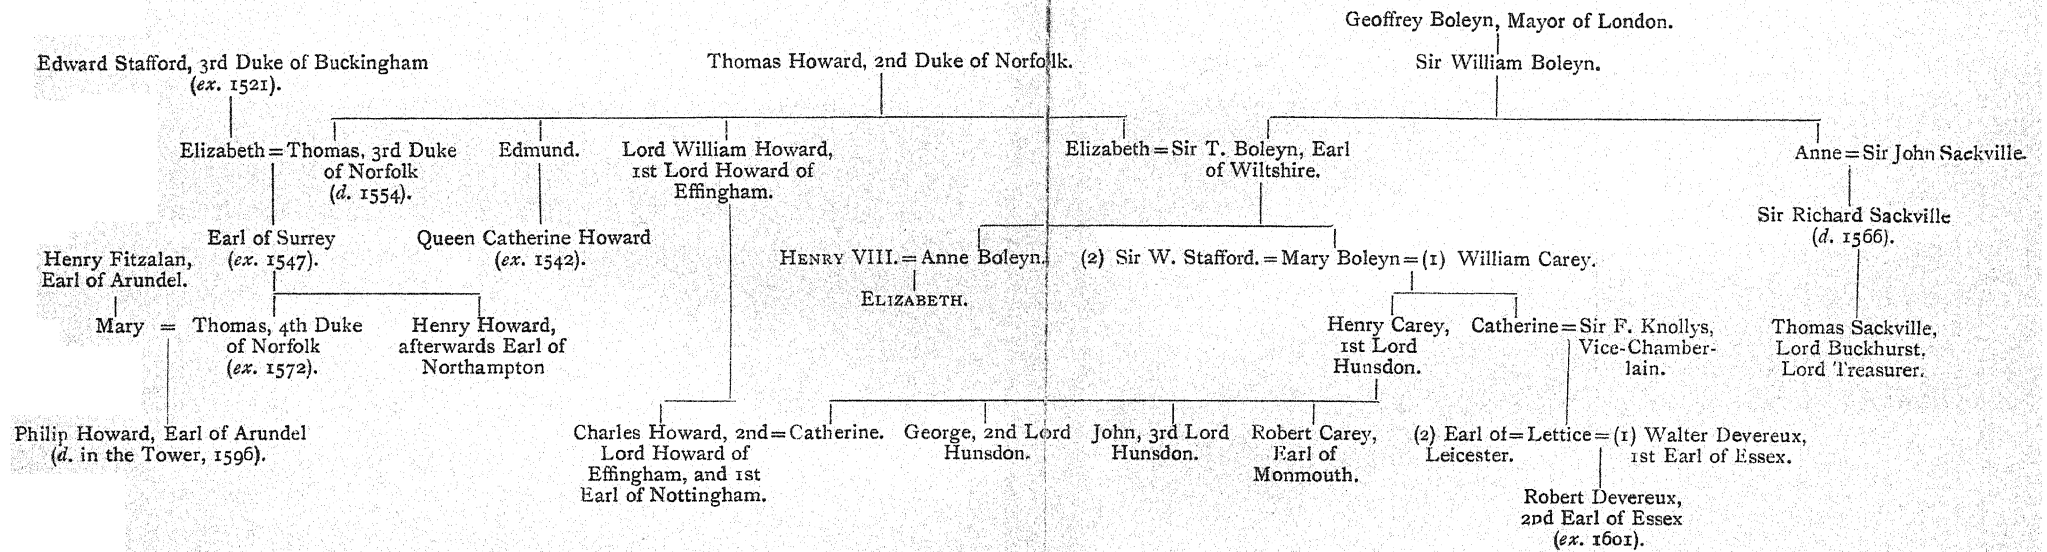 Geoffrey Boleyn, Mayor of London.
Edward Stafford, 3rd Duke of Buckingham
(ex. 1521).
Thomas Howard, 2nd Duke of Norfolk.
Sir William Boleyn.
Elizabeth = Thomas, 3rd Duke
of Norfolk
(d. 1554).
Edmund.
Lord William Howard,
1st Lord Howard of
Effingham.
Elizabeth = Sir T. Boleyn, Earl
of Wiltshire.
Anne = Sir John Sackville.
Earl of Surrey
(ex. 1547).
Queen Catherine Howard
(ex. 1542).
Sir Richard Sackville
(d. 1566).
Henry Fitzalan,
Earl of Arundel.
HENRY VIII. = Anne Boleyn.
(2) Sir W. Stafford. = Mary Boleyn = (1) William Carey.
ELIZABETH.
Mary = Thomas, 4th Duke
of Norfolk
(ex. 1572).
Henry Howard,
afterwards Earl of
Northampton
Henry Carey,
1st Lord
Hunsdon.
Catherine = Sir F. Knollys,
Vice-Chamber-
lain.
Thomas Sackville,
Lord Buckhurst,
Lord Treasurer.
Philip Howard, Earl of Arundel
(d. in the Tower, 1596).
Charles Howard, 2nd = Catherine.
Lord Howard of
Effingham, and 1st
Earl of Nottingham.
George, 2nd Lord
Hunsdon.
John, 3rd Lord
Hunsdon.
Robert Carey,
Earl of
Monmouth.
(2) Earl of = Lettice = (1) Walter Devereux,
Leicester. 1st Earl of Essex.
Robert Devereux,
2nd Earl of Essex
(ex. 1601).